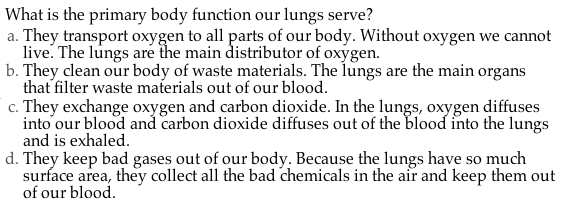 What is the primary body function our lungs serve?
a. They transport oxygen to all parts of our body. Without oxygen we cannot
live. The lungs are the main distributor of oxygen.
b. They clean our body of waste materials. The lungs are the main organs
that filter waste materials out of our blood.
c. They exchange oxygen and carbon dioxide. In the lungs, oxygen diffuses
into our blood and carbon dioxide diffuses out of the blood into the lungs
and is exhaled.
d. They keep bad gases out of our body. Because the lungs have so much
surface area, they collect all the bad chemicals in the air and keep them out
of our blood.